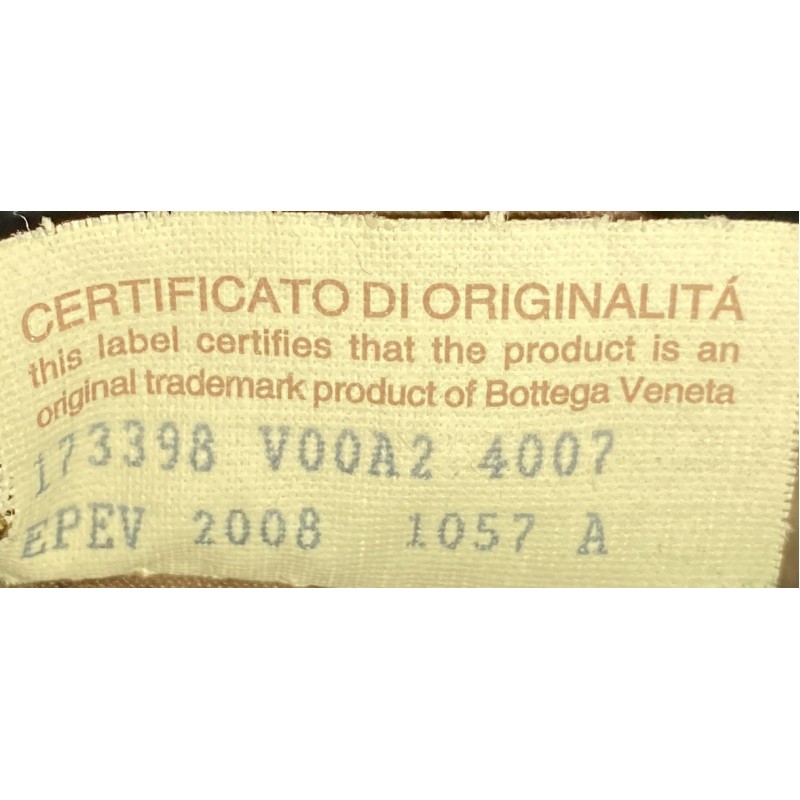 CERTIFICATO DI ORIGINALITÁ
this label certifies that the product is an
original trademark product of Bottega Veneta
173398 V00A2 4007
EPEV 2008 1057 A